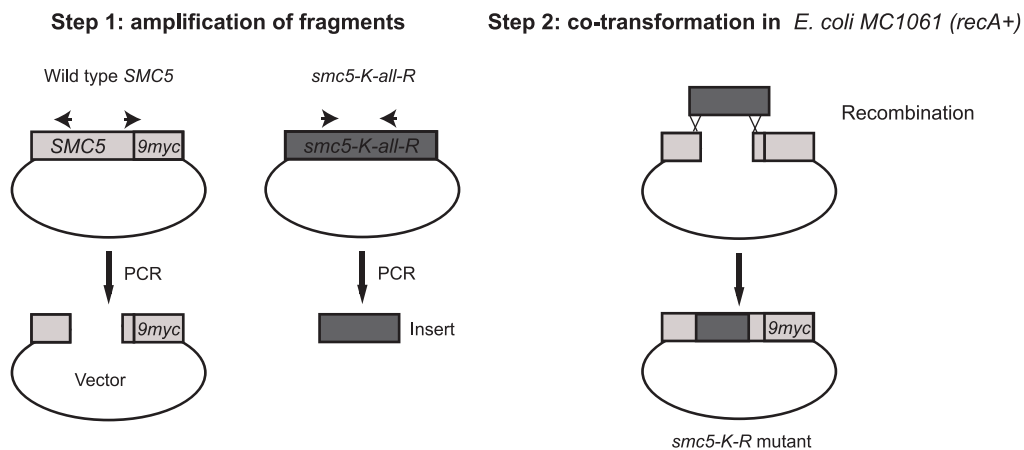 Step 1: amplification of fragments
Step 2: co-transformation in E. coli MC1061 (recA+)
Wild type SMC5
smc5-K-all-R
SMC5
9myc
smc5-K-all-R
Recombination
PCR
PCR
9myc
Insert
Vector
9myc
smc5-K-R mutant